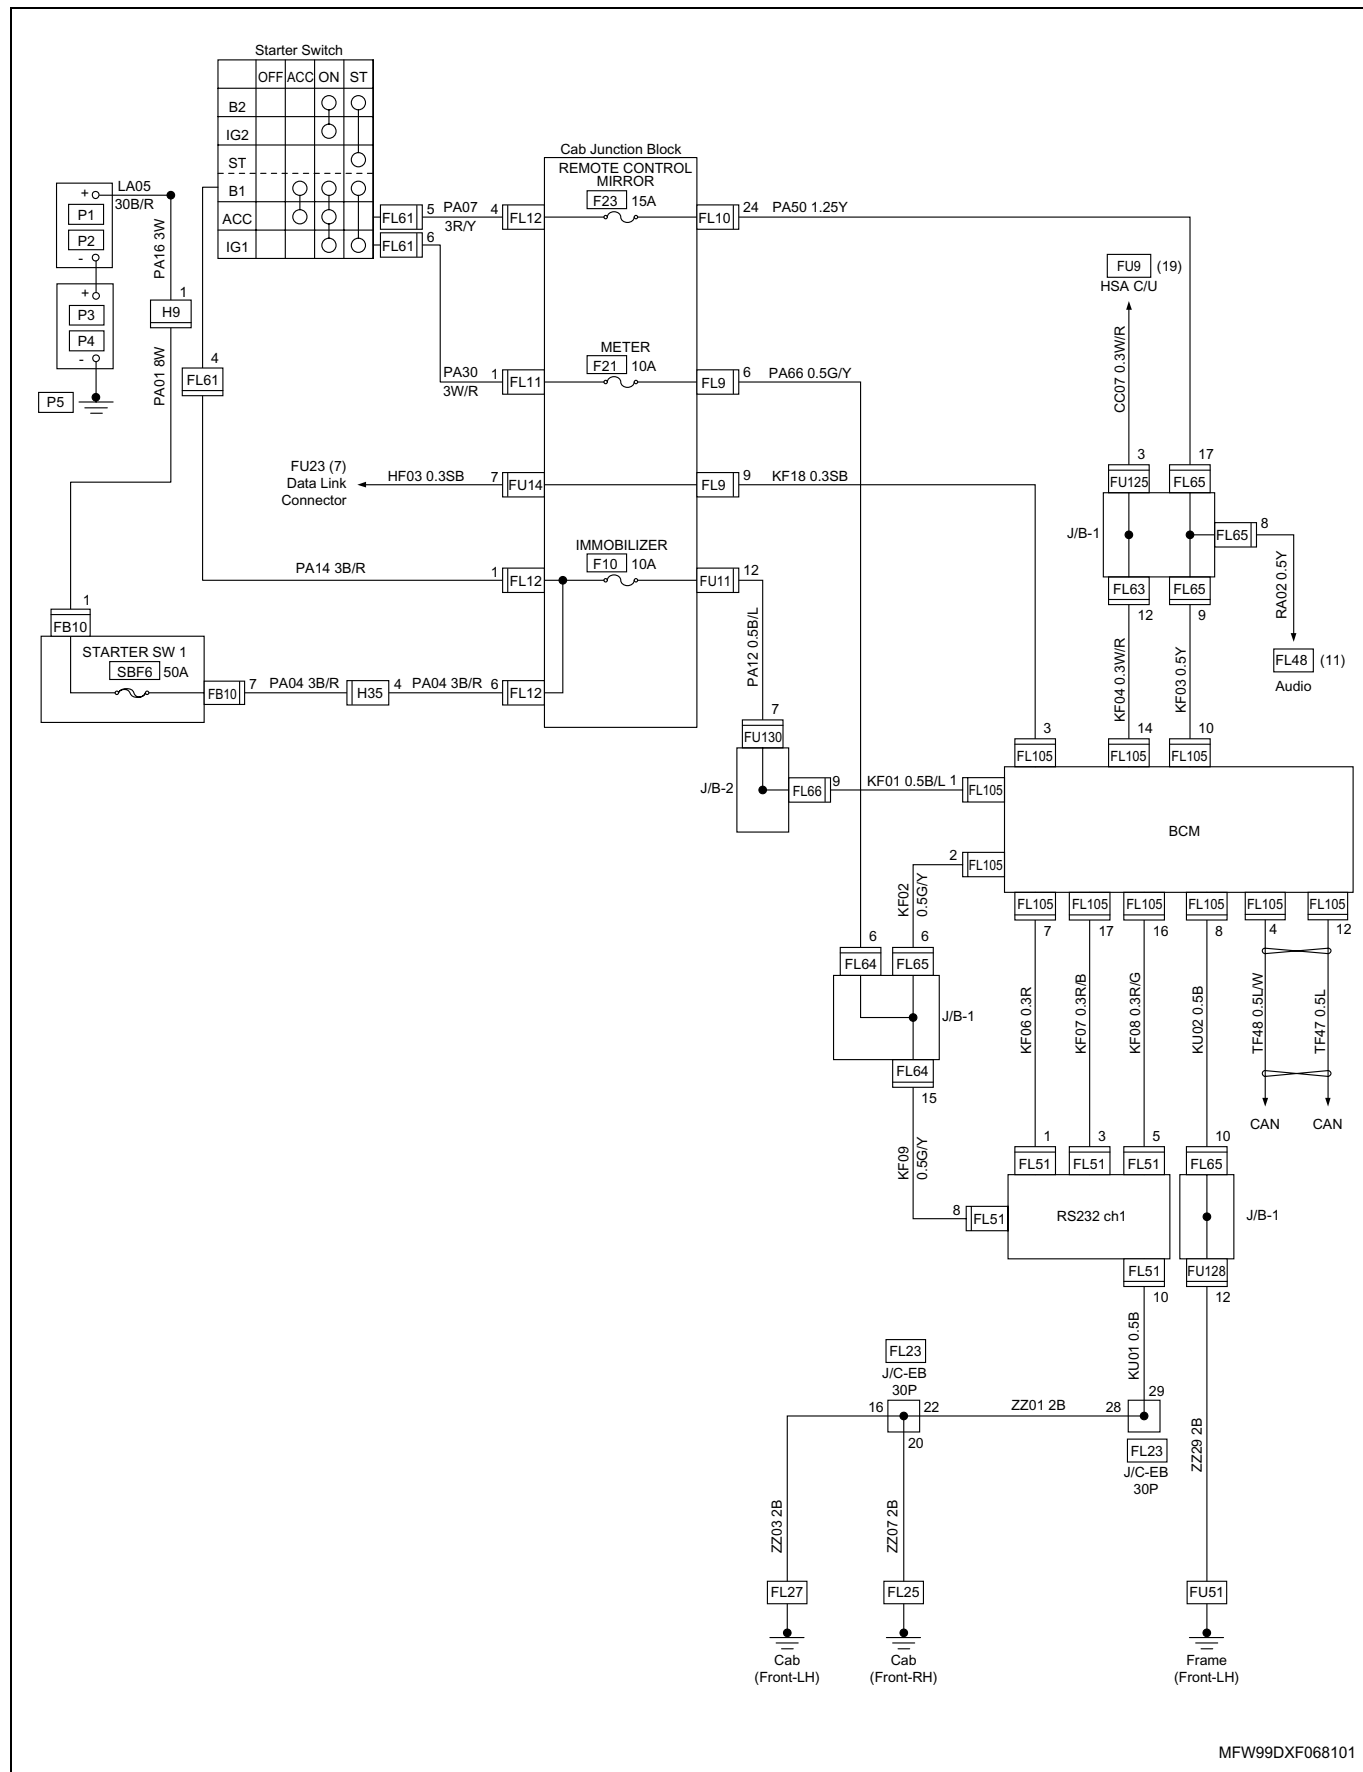 Starter Switch
OFF ACC ON ST
B2
IG2
ST
B1
ACC
IG1
+
P1
P2
-
+
P3
P4
-
P5
LA05
30B/R
PA16 3W
1
H9
PA01 8W
4
FL61
FL61
5
PA07
3R/Y
4
FL12
FL61
6
Cab Junction Block
REMOTE CONTROL
MIRROR
F23 15A
FL10
24
PA50 1.25Y
PA30
3W/R
1
FL11
METER
F21 10A
FL9
6
PA66 0.5G/Y
FU23 (7)
Data Link
Connector
HF03 0.3SB
7
FU14
FL9
9
KF18 0.3SB
PA14 3B/R
1
FL12
IMMOBILIZER
F10 10A
FU11
12
PA12 0.5B/L
1
FB10
STARTER SW 1
SBF6 50A
FB10
7
PA04 3B/R
H35
4
PA04 3B/R
6
FL12
FU9 (19)
HSA C/U
CC07 0.3W/R
3
17
FU125
FL65
J/B-1
FL65
8
RA02 0.5Y
FL48 (11)
Audio
FL63
FL65
12
9
KF04 0.3W/R
KF03 0.5Y
7
FU130
J/B-2
FL66
9
KF01 0.5B/L
1
FL105
3
14
10
FL105
FL105
FL105
BCM
2
FL105
KF02
0.5G/Y
FL105
FL105
FL105
FL105
FL105
FL105
7
17
16
8
4
12
6
6
FL64
FL65
J/B-1
FL64
15
KF09
0.5G/Y
KF06 0.3R
KF07 0.3R/B
KF08 0.3R/G
KU02 0.5B
TF48 0.5L/W
TF47 0.5L
CAN
CAN
1
3
5
10
FL51
FL51
FL51
FL65
8
FL51
RS232 ch1
J/B-1
FL51
10
FU128
12
KU01 0.5B
FL23
J/C-EB
30P
16
22
20
ZZ01 2B
28
29
FL23
J/C-EB
30P
ZZ03 2B
ZZ07 2B
ZZ29 2B
FL27
FL25
FU51
Cab
(Front-LH)
Cab
(Front-RH)
Frame
(Front-LH)
MFW99DXF068101